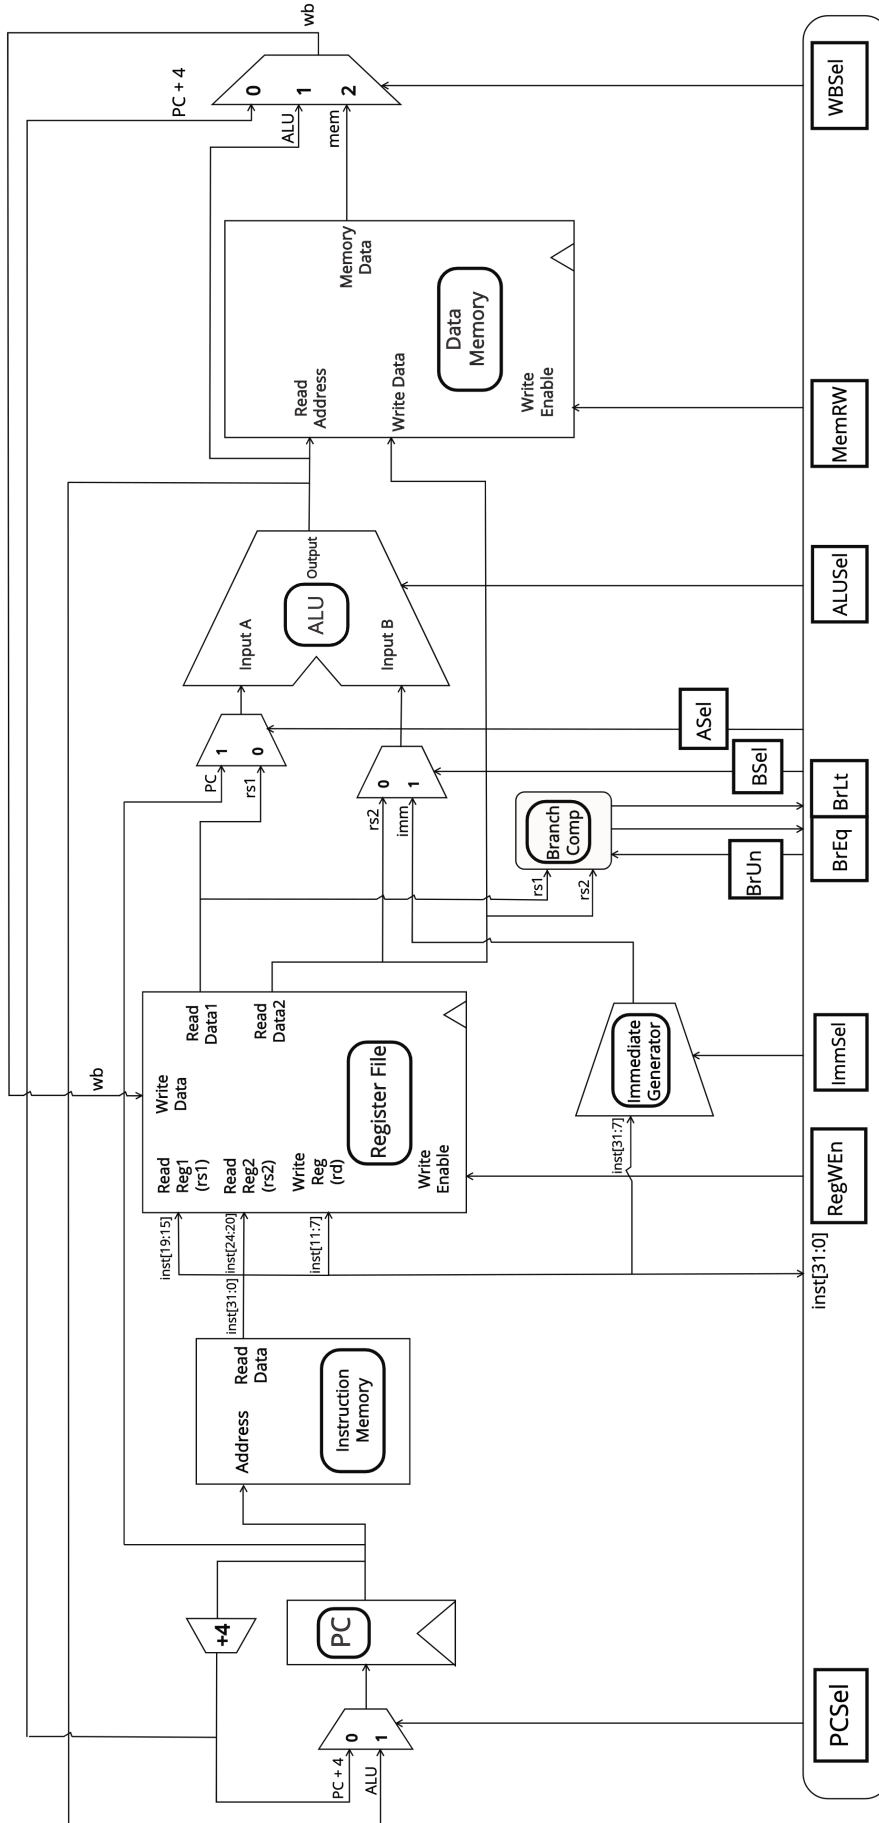 PC + 4
ALU
0
1
PCSel
+4
PC
Address
Read
Data
Instruction
Memory
inst[31:0]
inst[19:15]
inst[24:20]
inst[11:7]
inst[31:7]
inst[31:0]
wb
Read
Reg1
(rs1)
Read
Reg2
(rs2)
Write
Reg
(rd)
Write
Enable
Write
Data
Register File
Read
Data1
Read
Data2
RegWEn
Immediate
Generator
ImmSel
rs1
rs2
Branch
Comp
BrUn
BrEq
BrLt
rs2
imm
0
1
BSel
PC
rs1
1
0
ASel
Input A
Input B
ALU
Output
ALUSel
Read
Address
Write Data
Write
Enable
Data
Memory
Memory
Data
MemRW
PC + 4
ALU
mem
0
1
2
wb
WBSel